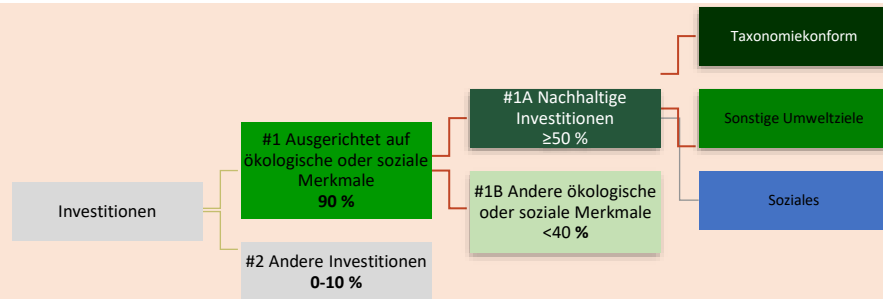 Investitionen
#1 Ausgerichtet auf
ökologische oder soziale
Merkmale
90 %
#2 Andere Investitionen
0-10 %
#1A Nachhaltige
Investitionen
≥50 %
#1B Andere ökologische
oder soziale Merkmale
<40 %
Taxonomiekonform
Sonstige Umweltziele
Soziales